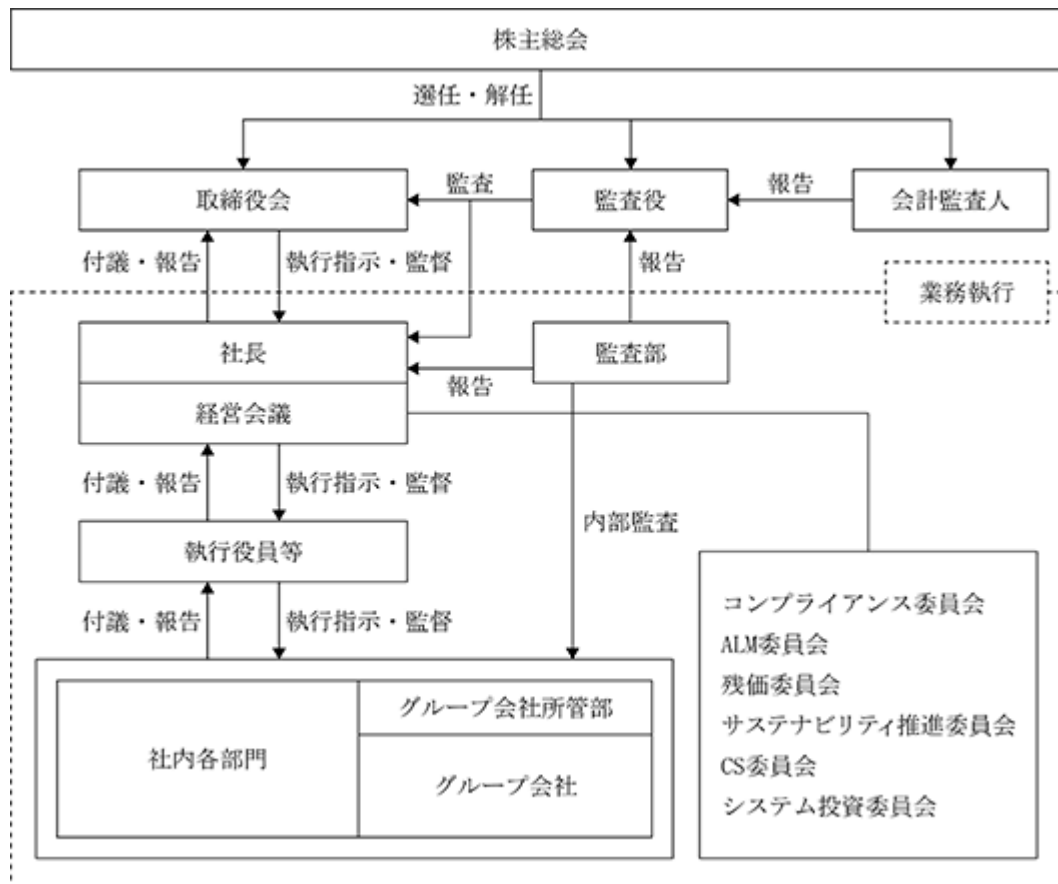 株主総会
選任・解任
取締役会
監査
監査役
報告
会計監査人
付議・報告
執行指示・監督
報告
業務執行
社長
監査部
報告
経営会議
付議・報告
執行指示・監督
内部監査
執行役員等
付議・報告
執行指示・監督
コンプライアンス委員会
ALM委員会
残価委員会
サステナビリティ推進委員会
CS委員会
システム投資委員会
社内各部門
グループ会社所管部
グループ会社